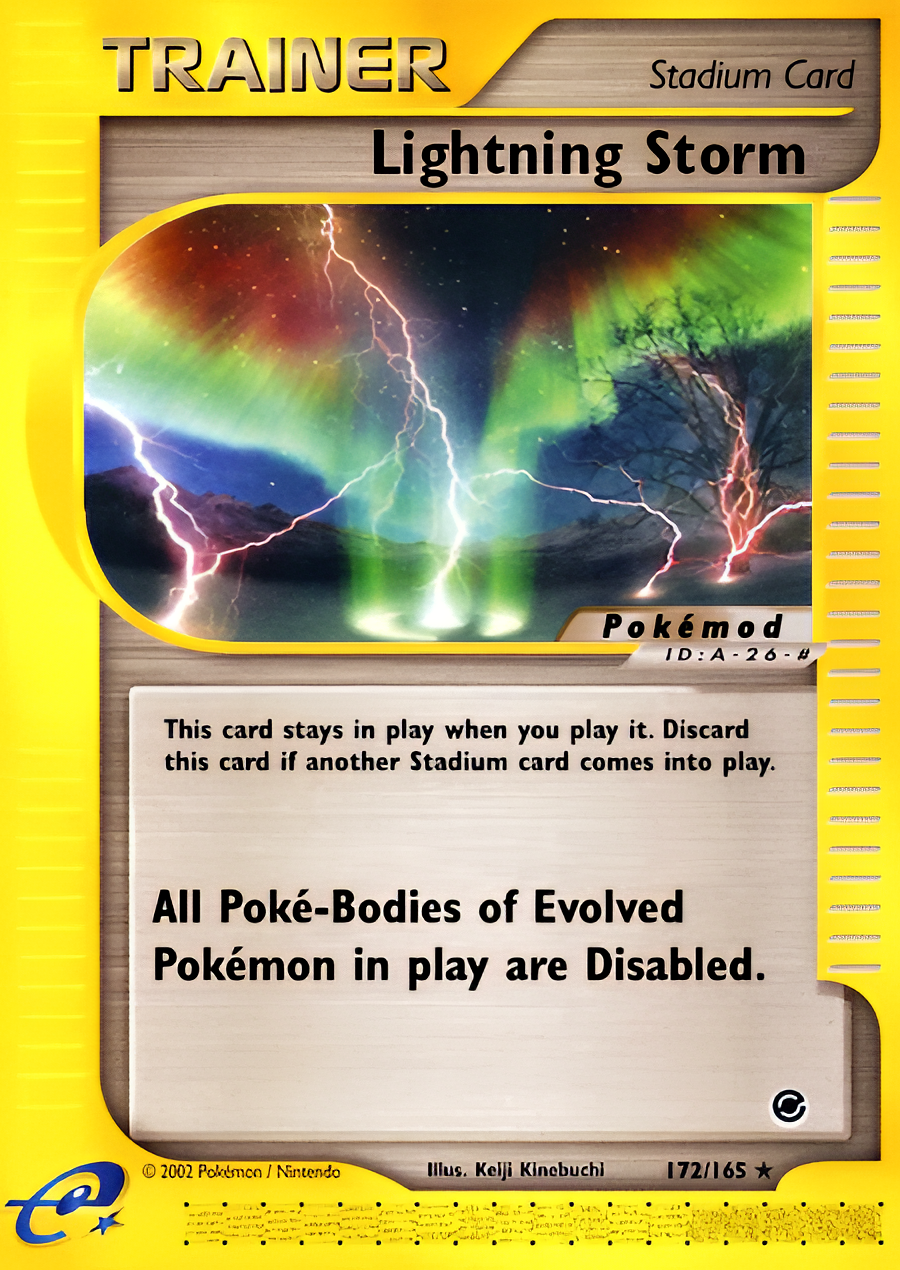 TRAINER
Stadium Card
Lightning Storm
Pokémod
ID:A-26-#
This card stays in play when you play it. Discard
this card if another Stadium card comes into play.
All Poké-Bodies of Evolved
Pokémon in play are Disabled.
© 2002 Pokémon / Nintendo
Illus. Keiji Kinebuchi
172/165 ★